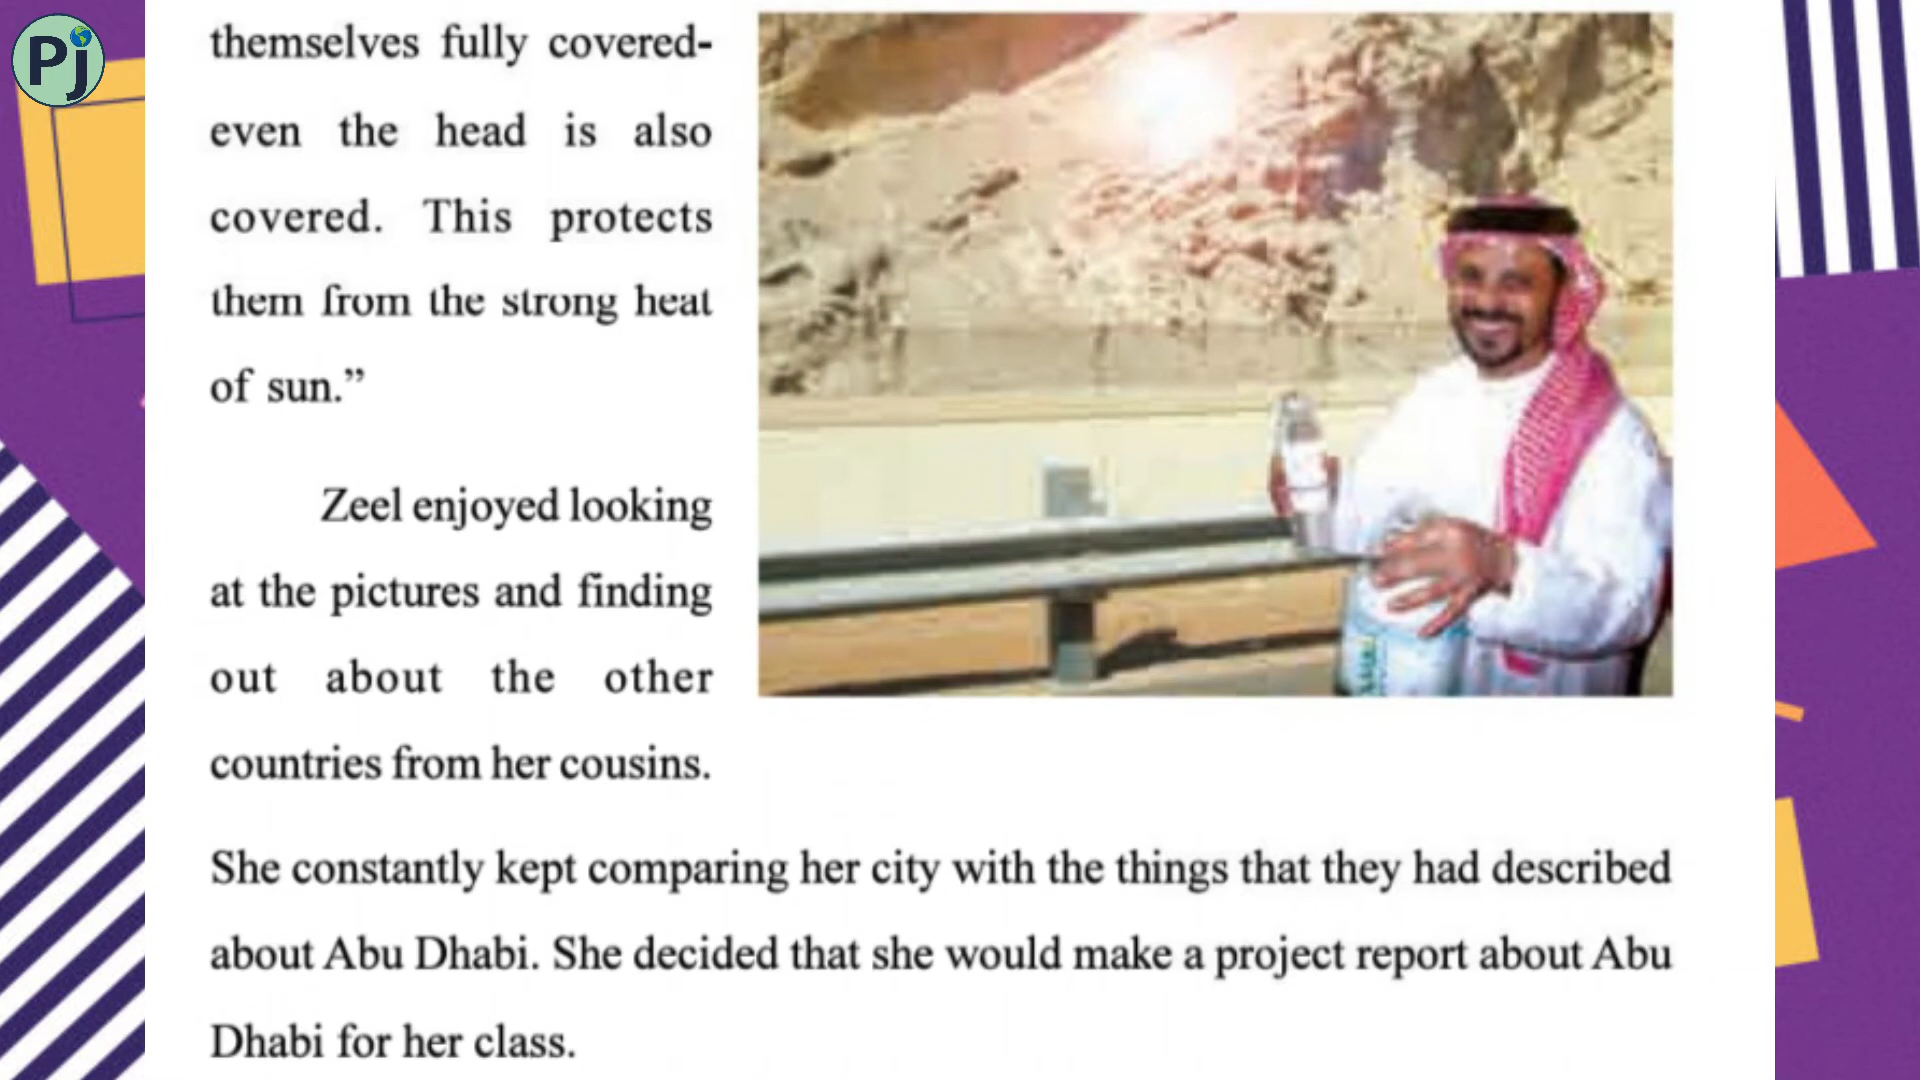 Pj
themselves fully covered-
even the head is also
covered. This protects
them from the strong heat
of sun.”
Zeel enjoyed looking
at the pictures and finding
out about the other
countries from her cousins.
She constantly kept comparing her city with the things that they had described
about Abu Dhabi. She decided that she would make a project report about Abu
Dhabi for her class.